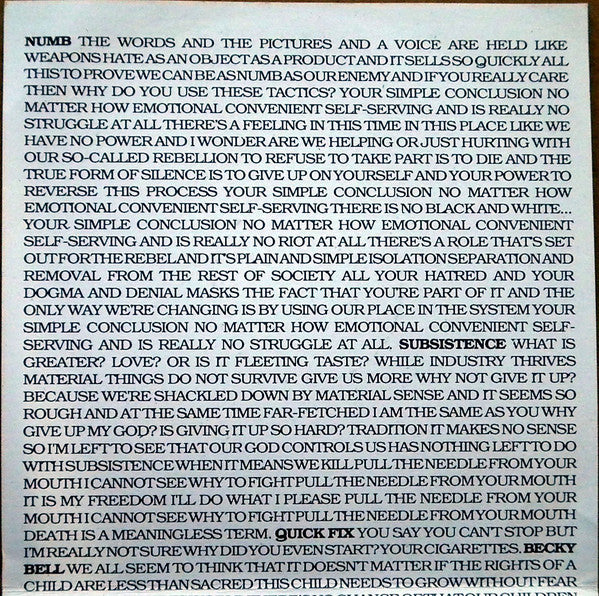 NUMB THE WORDS AND THE PICTURES AND A VOICE ARE HELD LIKE
WEAPONS HATE AS AN OBJECT AS A PRODUCT AND IT SELLS SO QUICKLY ALL
THIS TO PROVE WE CAN BE AS NUMB AS OUR ENEMY AND IF YOU REALLY CARE
THEN WHY DO YOU USE THESE TACTICS? YOUR SIMPLE CONCLUSION NO
MATTER HOW EMOTIONAL CONVENIENT SELF-SERVING AND IS REALLY NO
STRUGGLE AT ALL THERE'S A FEELING IN THIS TIME IN THIS PLACE LIKE WE
HAVE NO POWER AND I WONDER ARE WE HELPING OR JUST HURTING WITH
OUR SO-CALLED REBELLION TO REFUSE TO TAKE PART IS TO DIE AND THE
TRUE FORM OF SILENCE IS TO GIVE UP ON YOURSELF AND YOUR POWER TO
REVERSE THIS PROCESS YOUR SIMPLE CONCLUSION NO MATTER HOW
EMOTIONAL CONVENIENT SELF-SERVING THERE IS NO BLACK AND WHITE...
YOUR SIMPLE CONCLUSION NO MATTER HOW EMOTIONAL CONVENIENT
SELF-SERVING AND IS REALLY NO RIOT AT ALL THERE'S A ROLE THAT'S SET
OUT FOR THE REBEL AND IT'S PLAIN AND SIMPLE ISOLATION SEPARATION AND
REMOVAL FROM THE REST OF SOCIETY ALL YOUR HATRED AND YOUR
DOGMA AND DENIAL MASKS THE FACT THAT YOU'RE PART OF IT AND THE
ONLY WAY WE'RE CHANGING IS BY USING OUR PLACE IN THE SYSTEM YOUR
SIMPLE CONCLUSION NO MATTER HOW EMOTIONAL CONVENIENT SELF-
SERVING AND IS REALLY NO STRUGGLE AT ALL. SUBSISTENCE WHAT IS
GREATER? LOVE? OR IS IT FLEETING TASTE? WHILE INDUSTRY THRIVES
MATERIAL THINGS DO NOT SURVIVE GIVE US MORE WHY NOT GIVE IT UP?
BECAUSE WE'RE SHACKLED DOWN BY MATERIAL SENSE AND IT SEEMS SO
ROUGH AND AT THE SAME TIME FAR-FETCHED I AM THE SAME AS YOU WHY
GIVE UP MY GOD? IS GIVING IT UP SO HARD? TRADITION IT MAKES NO SENSE
SO I'M LEFT TO SEE THAT OUR GOD CONTROLS US HAS NOTHING LEFT TO DO
WITH SUBSISTENCE WHEN IT MEANS WE KILL PULL THE NEEDLE FROM YOUR
MOUTH I CANNOT SEE WHY TO FIGHT PULL THE NEEDLE FROM YOUR MOUTH
IT IS MY FREEDOM I'LL DO WHAT I PLEASE PULL THE NEEDLE FROM YOUR
MOUTH I CANNOT SEE WHY TO FIGHT PULL THE NEEDLE FROM YOUR MOUTH
DEATH IS A MEANINGLESS TERM. QUICK FIX YOU SAY YOU CAN'T STOP BUT
I'M REALLY NOT SURE WHY DID YOU EVEN START? YOUR CIGARETTES. BECKY
BELL WE ALL SEEM TO THINK THAT IT DOESN'T MATTER IF THE RIGHTS OF A
CHILD ARE LESS THAN SACRED THIS CHILD NEEDS TO GROW WITHOUT FEAR